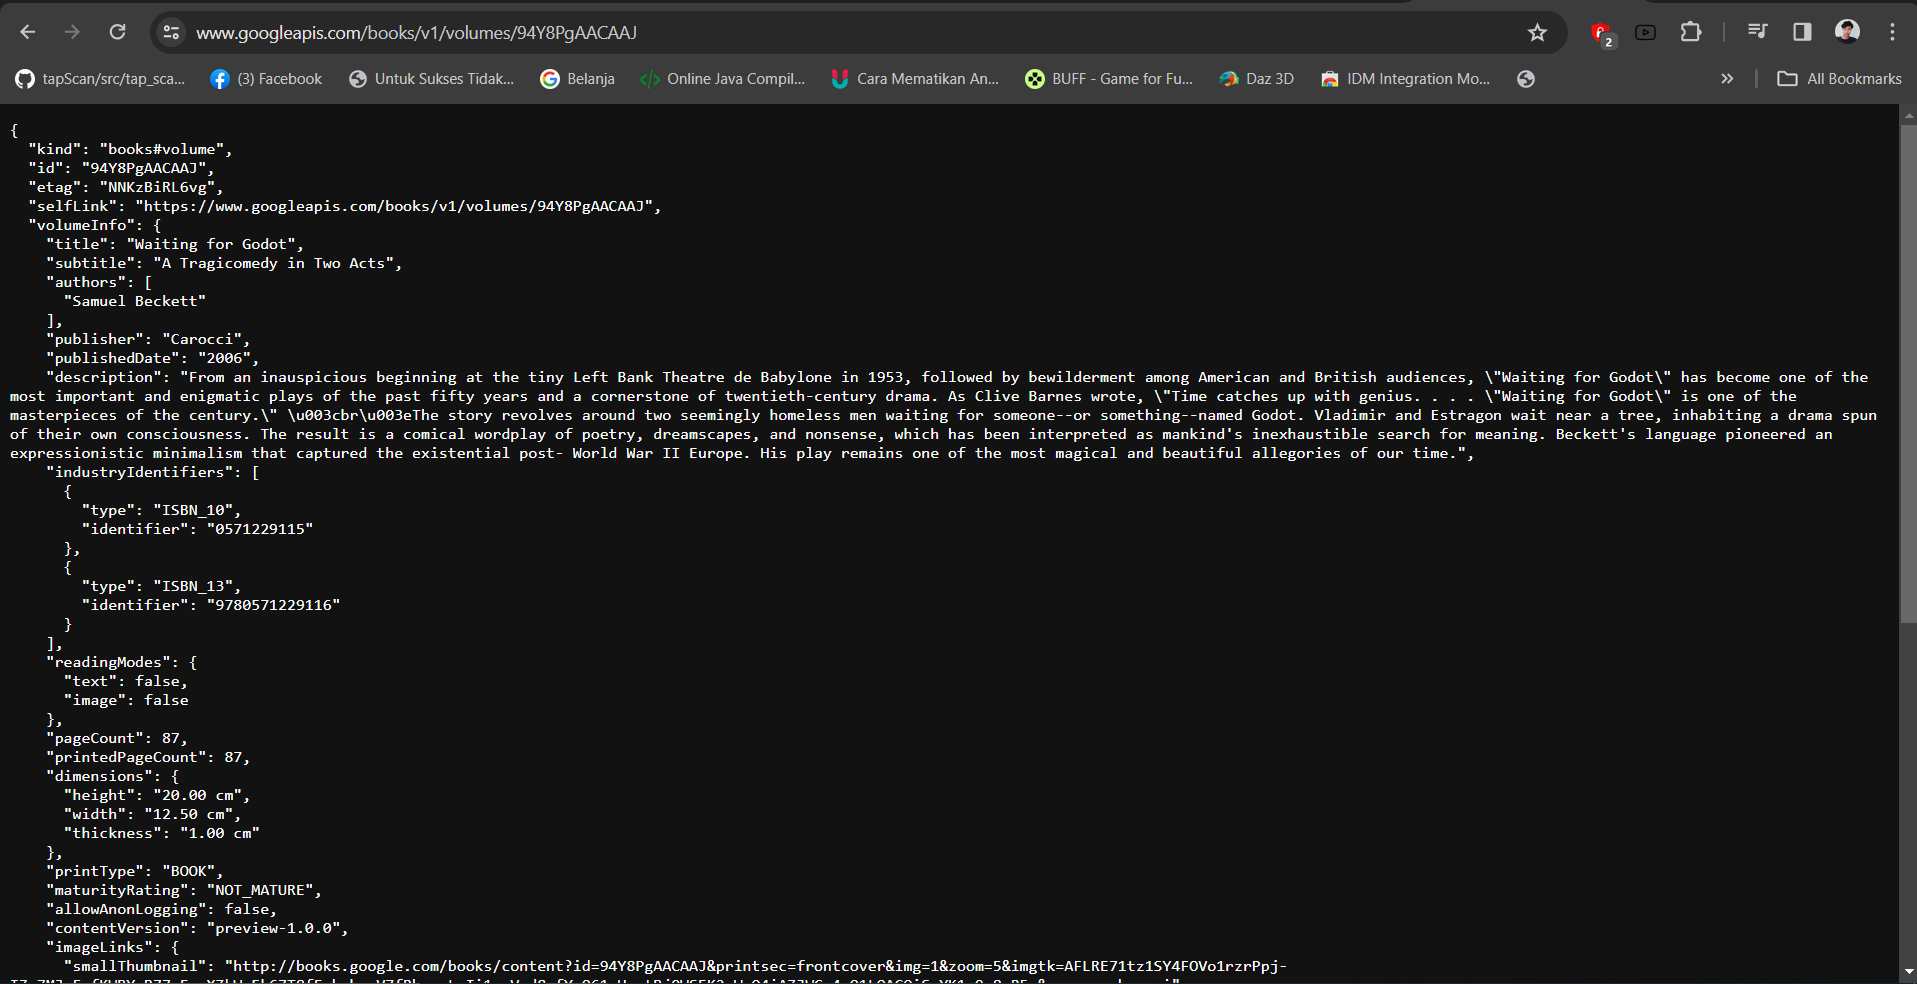 www.googleapis.com/books/v1/volumes/94Y8PgAACAAJ
2
tapScan/src/tap_sca... (3) Facebook Untuk Sukses Tidak... Belanja Online Java Compil... Cara Mematikan An... BUFF - Game for Fu... Daz 3D IDM Integration Mo... » All Bookmarks
{
"kind": "books#volume",
"id": "94Y8PgAACAAJ",
"etag": "NNKzBiRL6vg",
"selfLink": "https://www.googleapis.com/books/v1/volumes/94Y8PgAACAAJ",
"volumeInfo": {
"title": "Waiting for Godot",
"subtitle": "A Tragicomedy in Two Acts",
"authors": [
"Samuel Beckett"
],
"publisher": "Carocci",
"publishedDate": "2006",
"description": "From an inauspicious beginning at the tiny Left Bank Theatre de Babylone in 1953, followed by bewilderment among American and British audiences, \"Waiting for Godot\" has become one of the
most important and enigmatic plays of the past fifty years and a cornerstone of twentieth-century drama. As Clive Barnes wrote, \"Time catches up with genius. . . . \"Waiting for Godot\" is one of the
masterpieces of the century.\" \u003cbr\u003eThe story revolves around two seemingly homeless men waiting for someone--or something--named Godot. Vladimir and Estragon wait near a tree, inhabiting a drama spun
of their own consciousness. The result is a comical wordplay of poetry, dreamscapes, and nonsense, which has been interpreted as mankind's inexhaustible search for meaning. Beckett's language pioneered an
expressionistic minimalism that captured the existential post- World War II Europe. His play remains one of the most magical and beautiful allegories of our time.",
"industryIdentifiers": [
{
"type": "ISBN_10",
"identifier": "0571229115"
},
{
"type": "ISBN_13",
"identifier": "9780571229116"
}
],
"readingModes": {
"text": false,
"image": false
},
"pageCount": 87,
"printedPageCount": 87,
"dimensions": {
"height": "20.00 cm",
"width": "12.50 cm",
"thickness": "1.00 cm"
},
"printType": "BOOK",
"maturityRating": "NOT_MATURE",
"allowAnonLogging": false,
"contentVersion": "preview-1.0.0",
"imageLinks": {
"smallThumbnail": "http://books.google.com/books/content?id=94Y8PgAACAAJ&printsec=frontcover&img=1&zoom=5&imgtk=AFLRE71tz1SY4FOVo1rzrPpj-